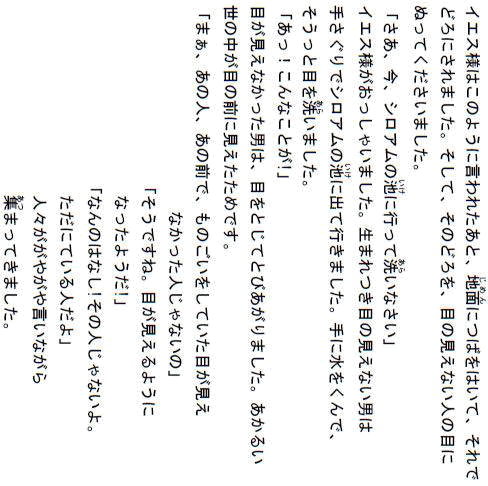 イエス様はこのように言われたあと、地面につばをはいて、それで
どろにされました。そして、そのどろを、目の見えない人の目に
ぬってくださいました。
「さあ、今、シロアムの池に行って洗いなさい」
イエス様がおっしゃいました。生まれつき目の見えない男は
手さぐりでシロアムの池に出て行きました。手に水をくんで、
そうっと目を洗いました。
「あっ!こんなことが!」
目が見えなかった男は、目をとじてとびあがりました。あかるい
世の中が目の前に見えたためです。
「まぁ、あの人、あの前で、ものごいをしていた目が見え
なかった人じゃないの」
「そうですね。目が見えるように
なったようだ!」
「なんのはなし!その人じゃないよ。
ただにている人だよ」
人々ががやがや言いながら
集まってきました。